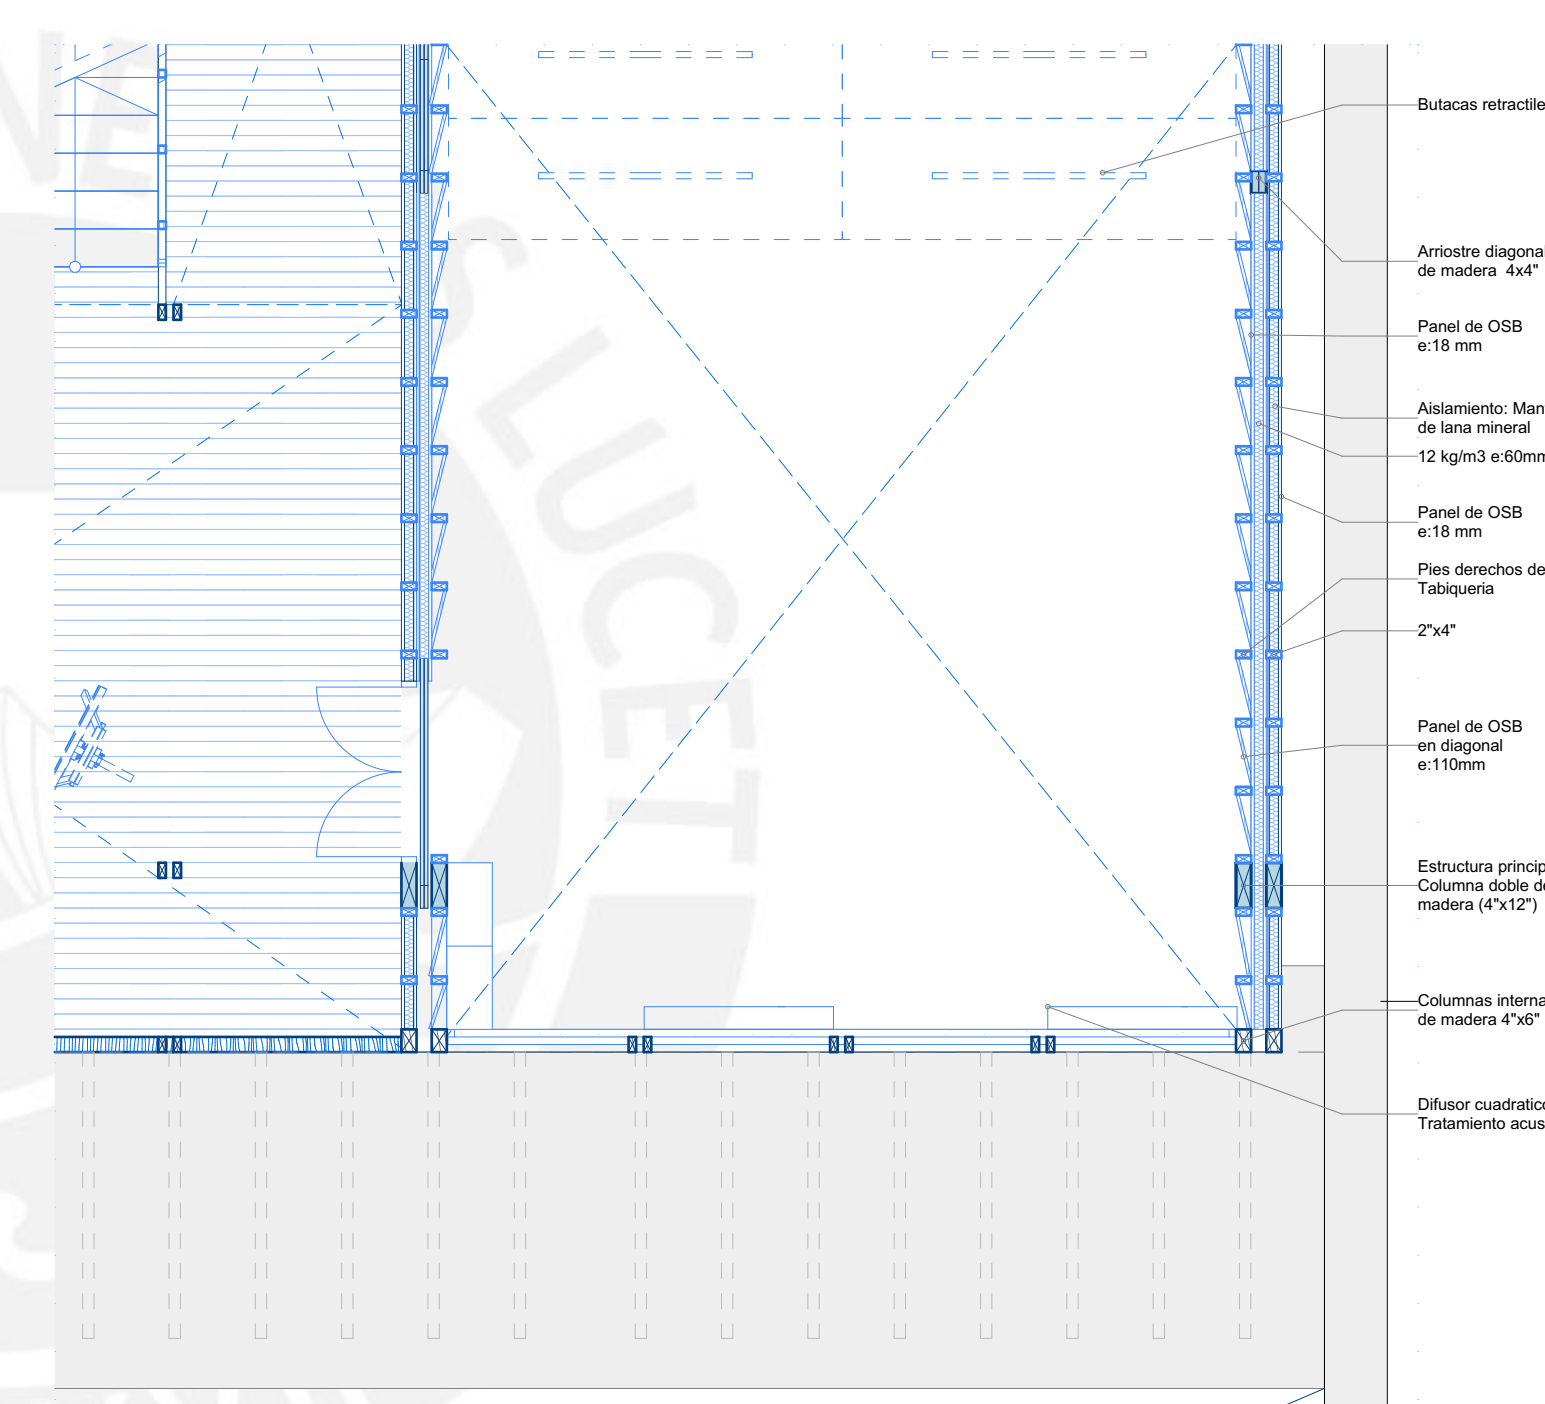 Butacas retractile
Arriostre diagonal
de madera 4x4"
Panel de OSB
e:18 mm
Aislamiento: Man
de lana mineral
12 kg/m3 e:60mm
Panel de OSB
e:18 mm
Pies derechos de
Tabiqueria
2"x4"
Panel de OSB
en diagonal
e:110mm
Estructura princip
Columna doble de
madera (4"x12")
Columnas interna
de madera 4"x6"
Difusor cuadratico
Tratamiento acus
NE
S LUCET